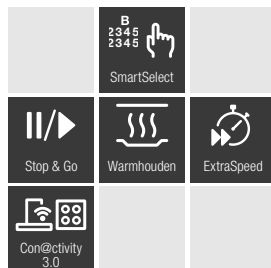 B
2345
2345
SmartSelect
Stop & Go
Warmhouden
ExtraSpeed
Con@ctivity
3.0